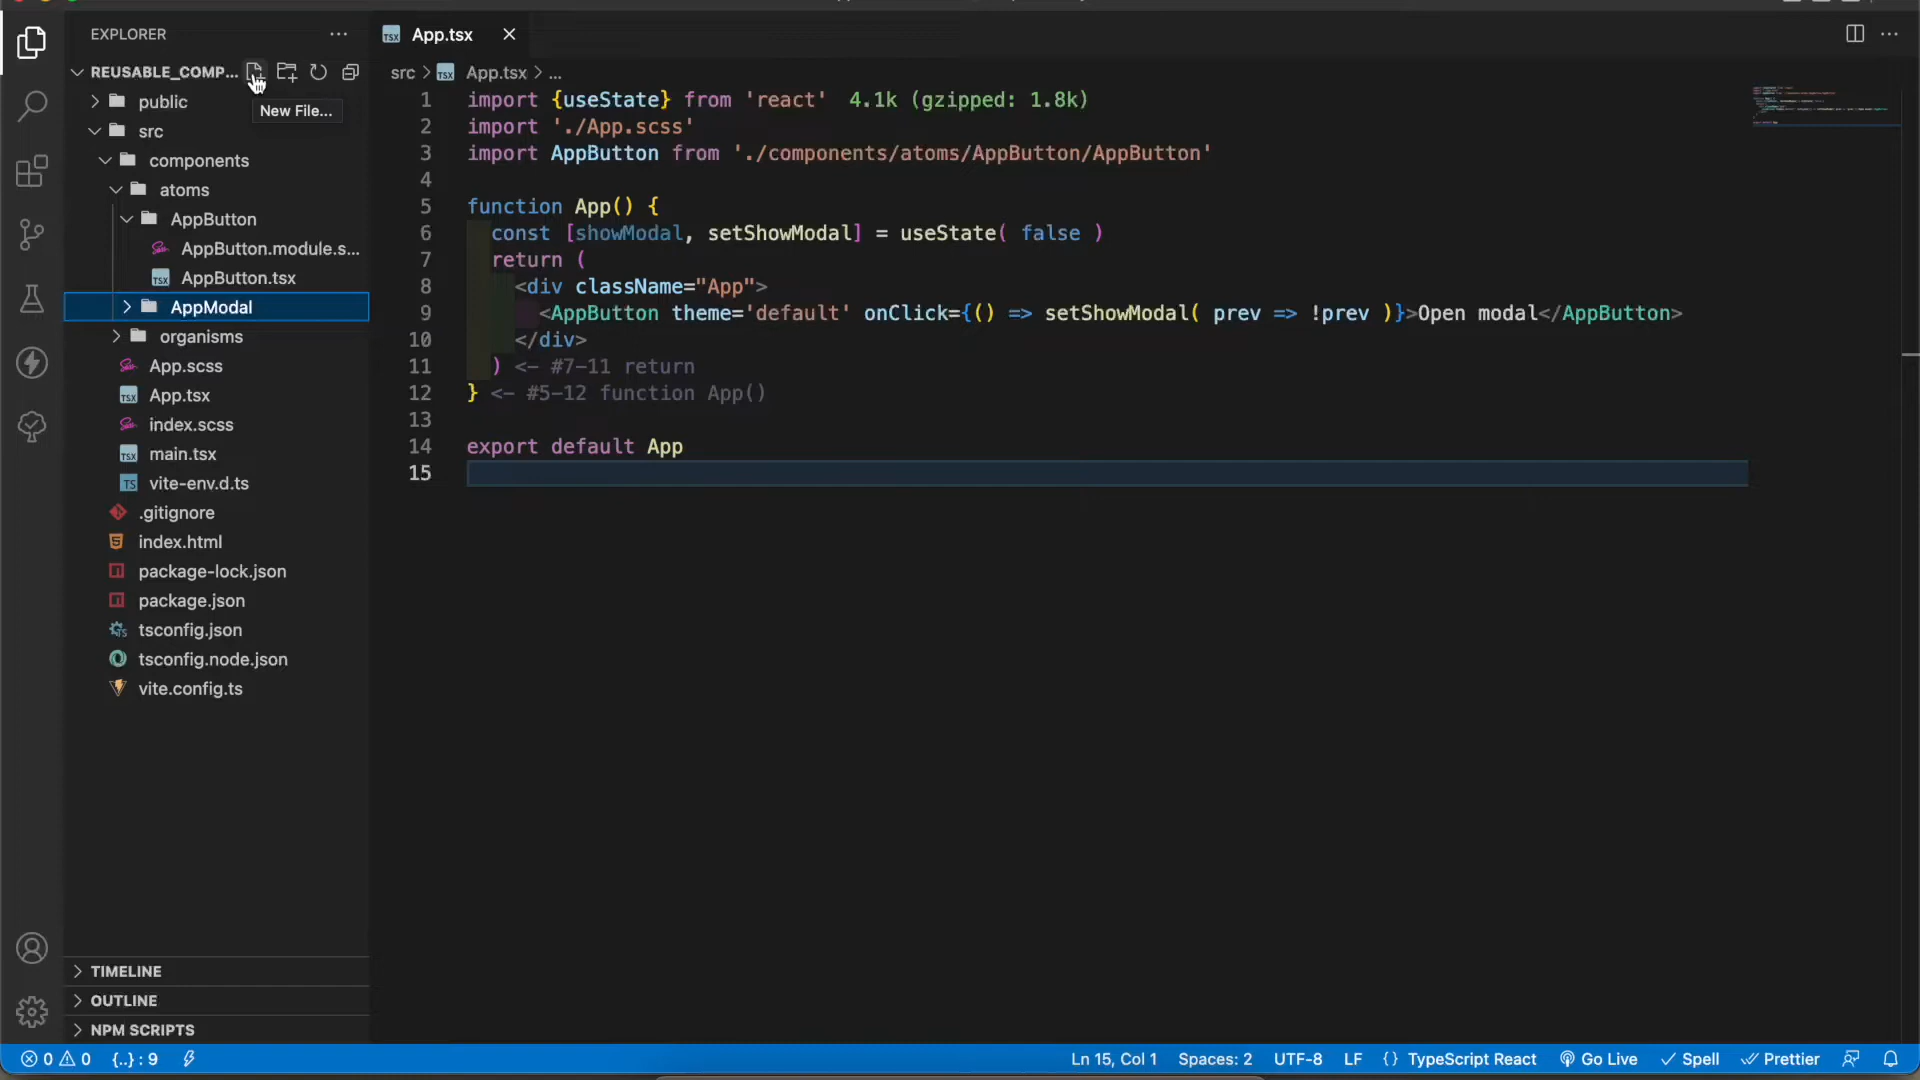 EXPLORER
App.tsx
REUSABLE_COMP...
src > App.tsx > ...
New File...
public
src
components
atoms
AppButton
AppButton.module.s...
AppButton.tsx
AppModal
organisms
App.scss
App.tsx
index.scss
main.tsx
vite-env.d.ts
.gitignore
index.html
package-lock.json
package.json
tsconfig.json
tsconfig.node.json
vite.config.ts
TIMELINE
OUTLINE
NPM SCRIPTS
1 import {useState} from 'react' 4.1k (gzipped: 1.8k)
2 import './App.scss'
3 import AppButton from './components/atoms/AppButton/AppButton'
4
5 function App() {
6 const [showModal, setShowModal] = useState( false )
7 return (
8 <div className="App">
9 <AppButton theme='default' onClick={() => setShowModal( prev => !prev )}>Open modal</AppButton>
10 </div>
11 ) <- #7-11 return
12 } <- #5-12 function App()
13
14 export default App
15
0 0 {..} : 9 Ln 15, Col 1 Spaces: 2 UTF-8 LF {} TypeScript React Go Live Spell Prettier